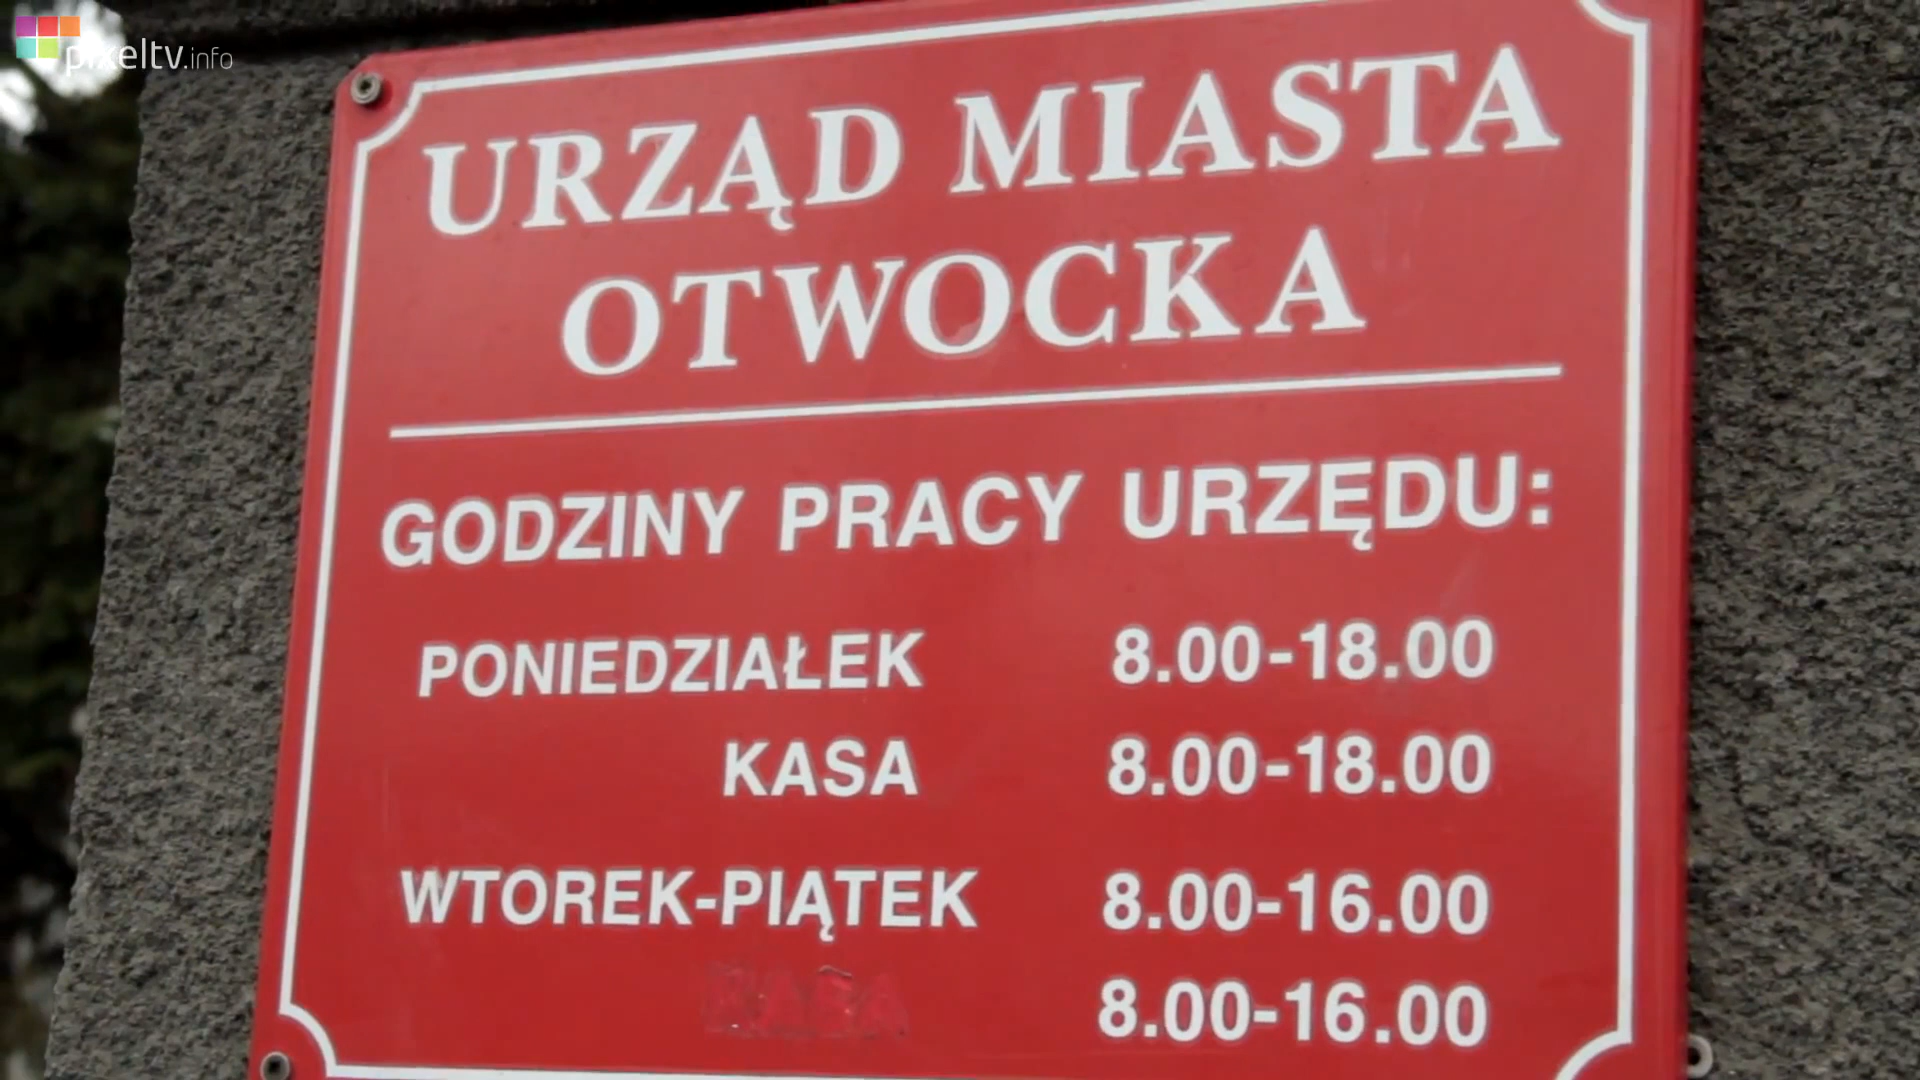 pixeltv.info
URZĄD MIASTA
OTWOCKA
GODZINY PRACY URZĘDU:
PONIEDZIAŁEK 8.00-18.00
KASA 8.00-18.00
WTOREK-PIĄTEK 8.00-16.00
KASA 8.00-16.00